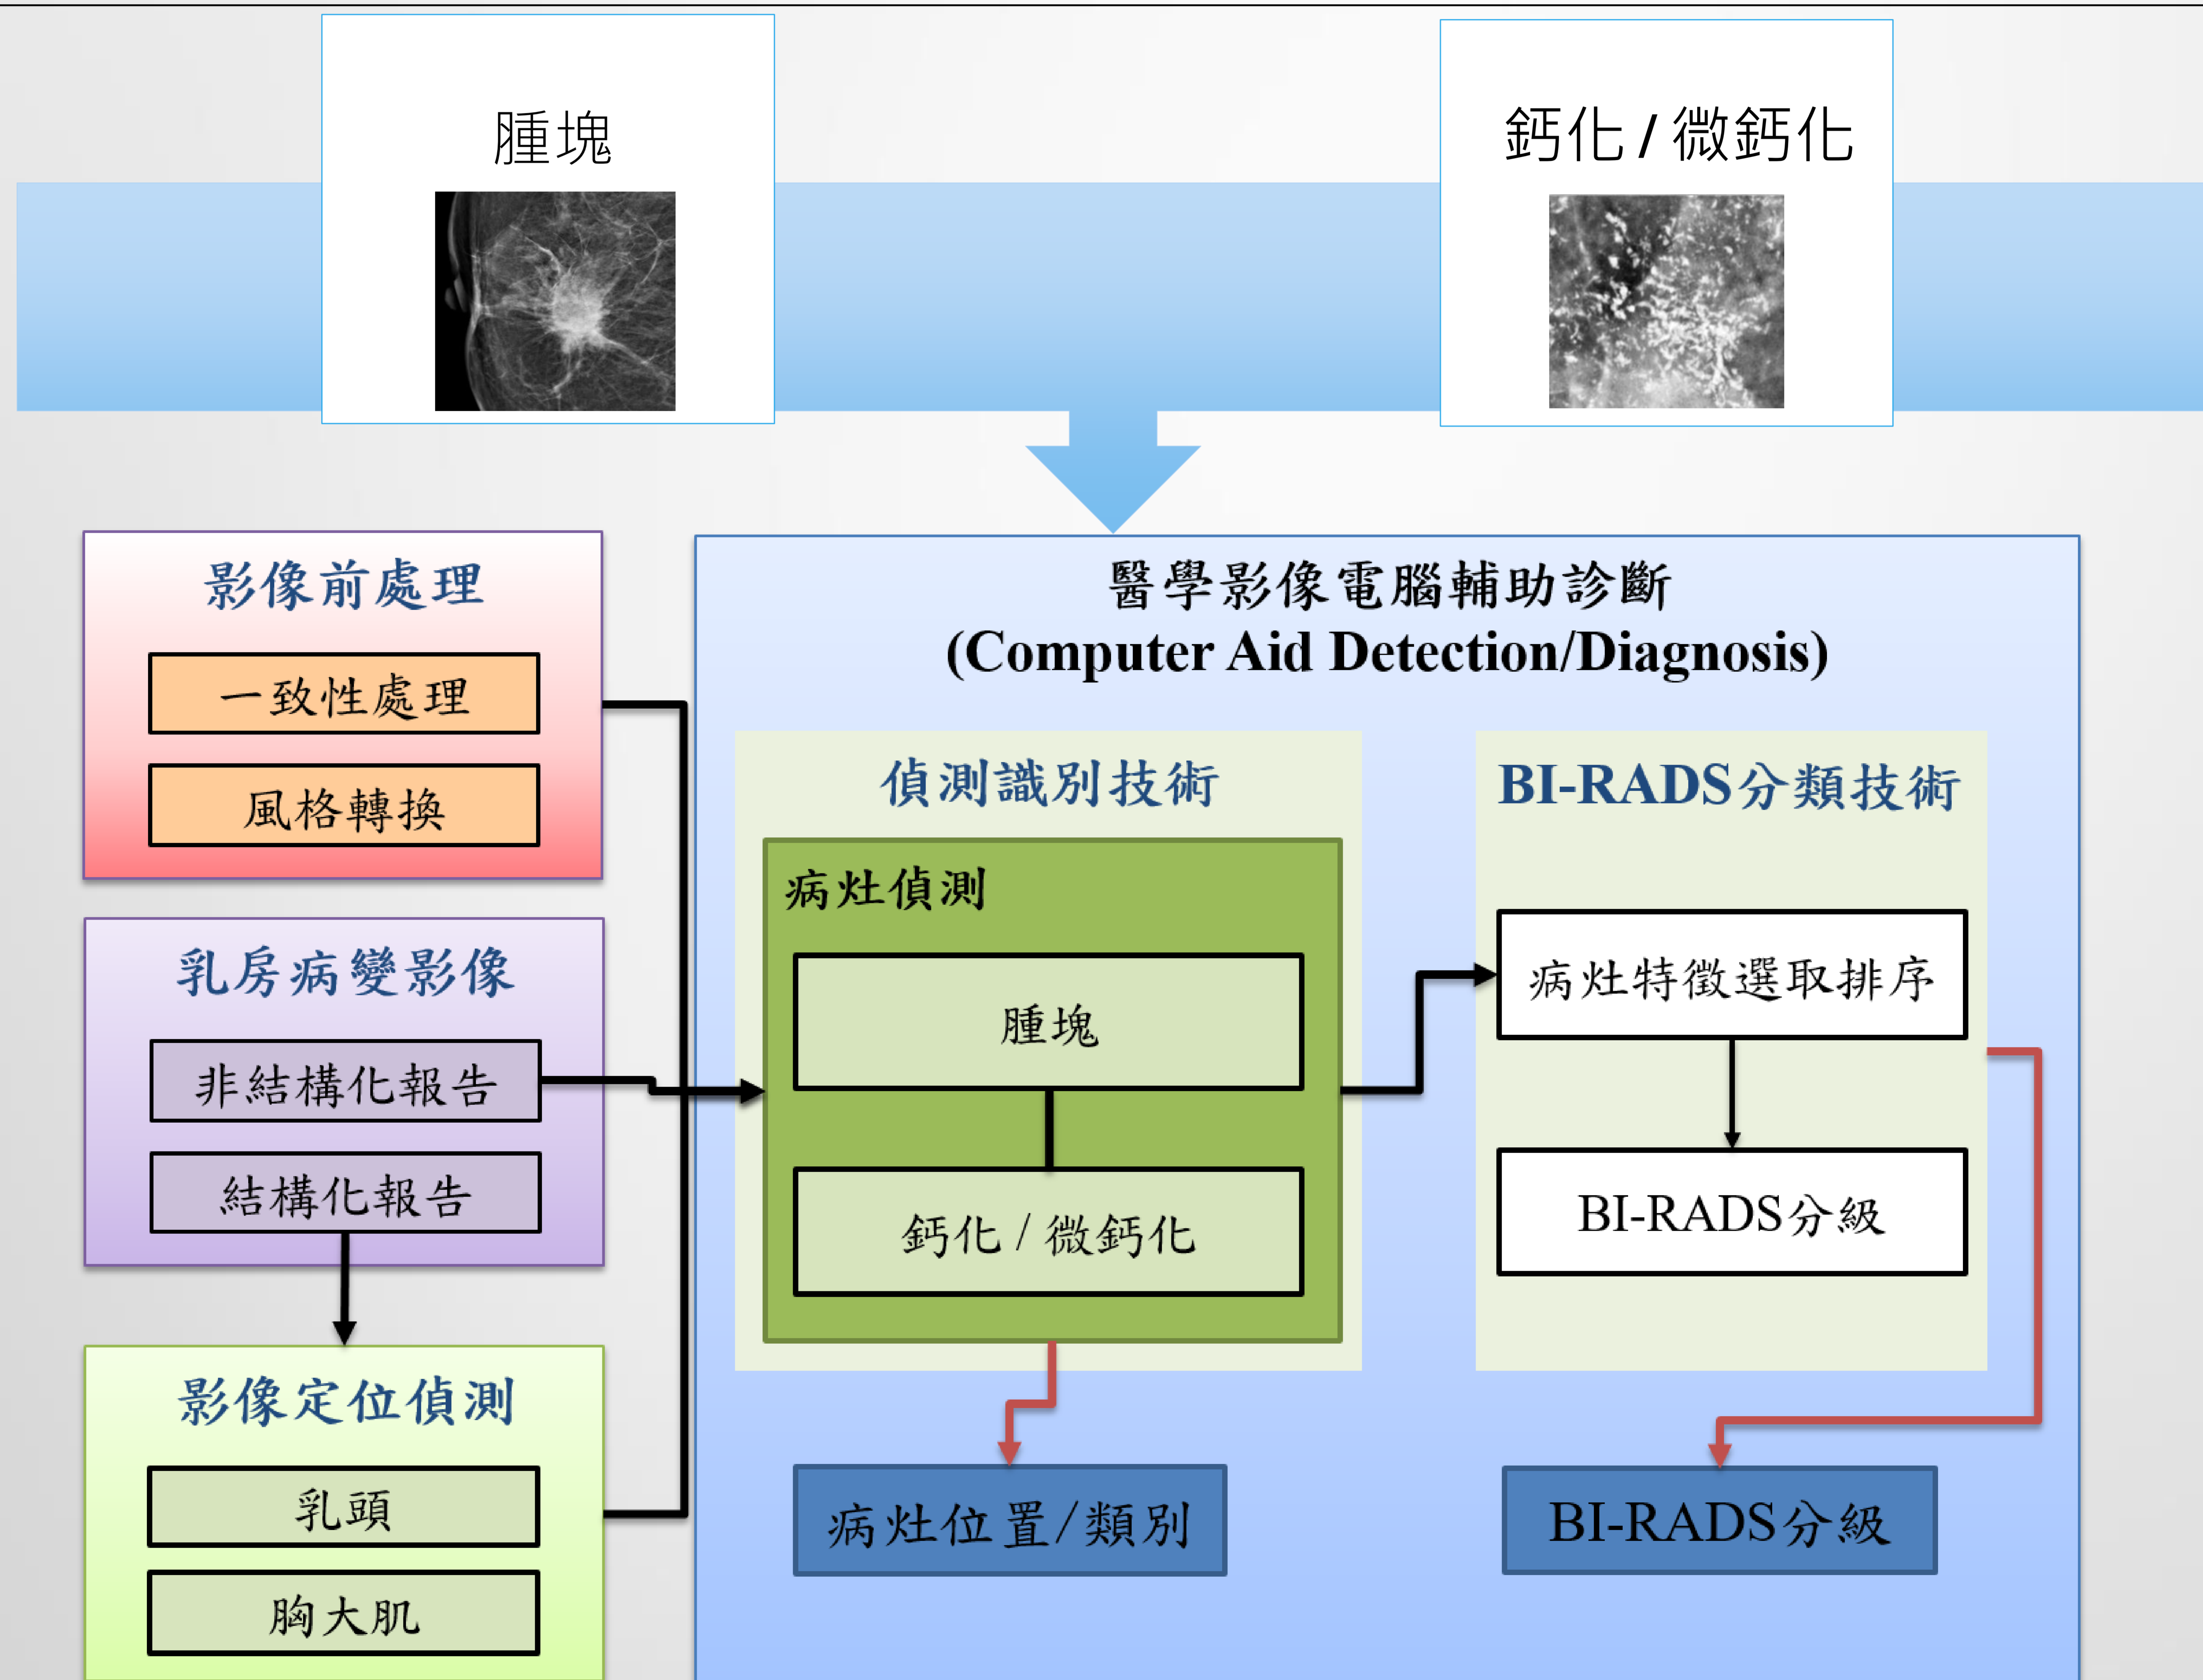 腫塊
鈣化 / 微鈣化
影像前處理
一致性處理
風格轉換
乳房病變影像
非結構化報告
結構化報告
影像定位偵測
乳頭
胸大肌
醫學影像電腦輔助診斷
(Computer Aid Detection/Diagnosis)
偵測識別技術
病灶偵測
腫塊
鈣化 / 微鈣化
病灶位置/類別
BI-RADS分類技術
病灶特徵選取排序
BI-RADS分級
BI-RADS分級